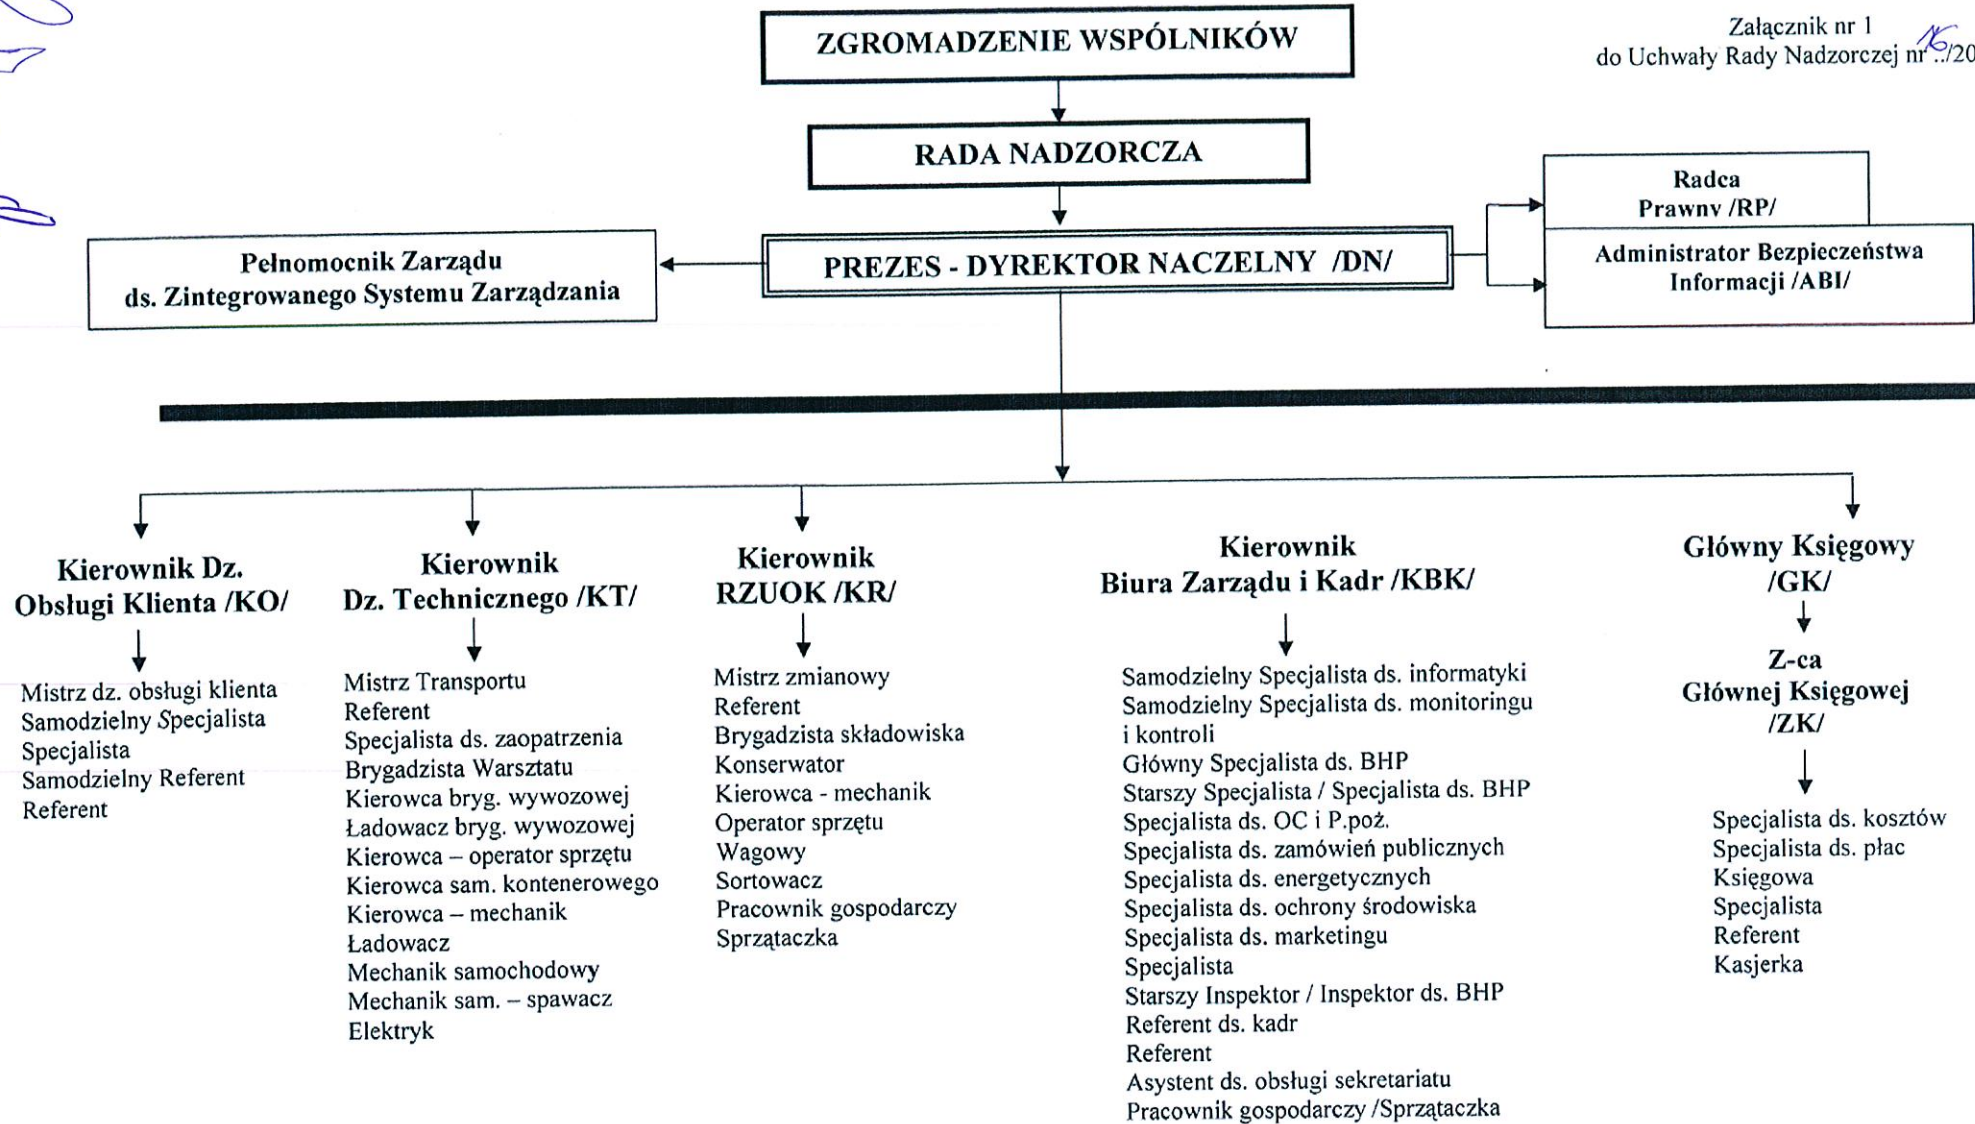 Załącznik nr 1
do Uchwały Rady Nadzorczej nr 16../20
ZGROMADZENIE WSPÓLNIKÓW
RADA NADZORCZA
Radca
Prawny /RP/
Administrator Bezpieczeństwa
Informacji /ABI/
PREZES - DYREKTOR NACZELNY /DN/
Pełnomocnik Zarządu
ds. Zintegrowanego Systemu Zarządzania
Kierownik Dz.
Obsługi Klienta /KO/
Mistrz dz. obsługi klienta
Samodzielny Specjalista
Specjalista
Samodzielny Referent
Referent
Kierownik
Dz. Technicznego /KT/
Mistrz Transportu
Referent
Specjalista ds. zaopatrzenia
Brygadzista Warsztatu
Kierowca bryg. wywozowej
Ładowacz bryg. wywozowej
Kierowca – operator sprzętu
Kierowca sam. kontenerowego
Kierowca – mechanik
Ładowacz
Mechanik samochodowy
Mechanik sam. – spawacz
Elektryk
Kierownik
RZUOK /KR/
Mistrz zmianowy
Referent
Brygadzista składowiska
Konserwator
Kierowca - mechanik
Operator sprzętu
Wagowy
Sortowacz
Pracownik gospodarczy
Sprzątaczka
Kierownik
Biura Zarządu i Kadr /KBK/
Samodzielny Specjalista ds. informatyki
Samodzielny Specjalista ds. monitoringu
i kontroli
Główny Specjalista ds. BHP
Starszy Specjalista / Specjalista ds. BHP
Specjalista ds. OC i P.poż.
Specjalista ds. zamówień publicznych
Specjalista ds. energetycznych
Specjalista ds. ochrony środowiska
Specjalista ds. marketingu
Specjalista
Starszy Inspektor / Inspektor ds. BHP
Referent ds. kadr
Referent
Asystent ds. obsługi sekretariatu
Pracownik gospodarczy /Sprzątaczka
Główny Księgowy
/GK/
Z-ca
Głównej Księgowej
/ZK/
Specjalista ds. kosztów
Specjalista ds. płac
Księgowa
Specjalista
Referent
Kasjerka